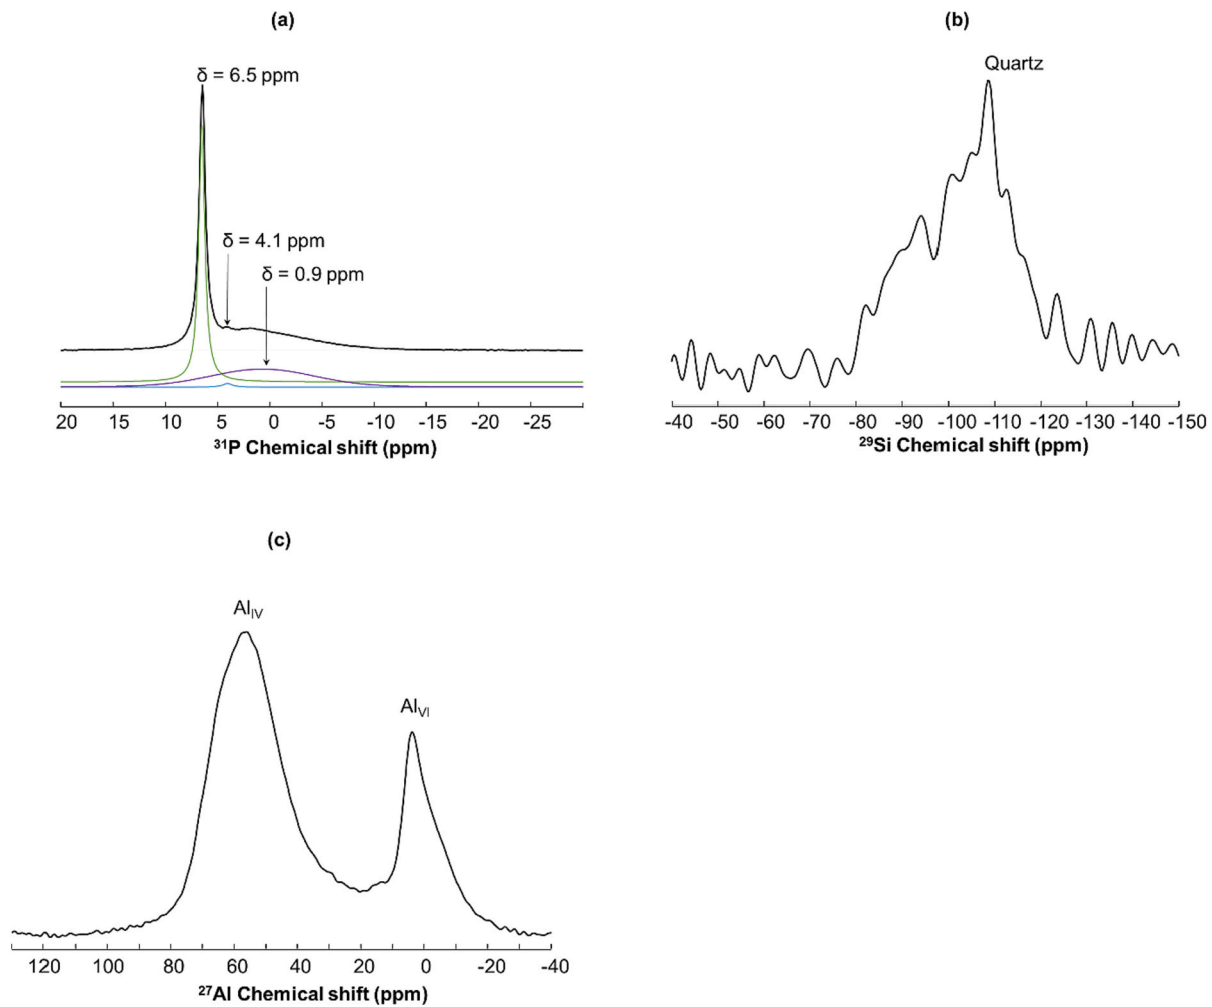 (a)
δ = 6.5 ppm
δ = 4.1 ppm
δ = 0.9 ppm
20 15 10 5 0 -5 -10 -15 -20 -25
³¹P Chemical shift (ppm)
(b)
Quartz
-40 -50 -60 -70 -80 -90 -100 -110 -120 -130 -140 -150
²⁹Si Chemical shift (ppm)
(c)
Al_IV
Al_VI
120 100 80 60 40 20 0 -20 -40
²⁷Al Chemical shift (ppm)